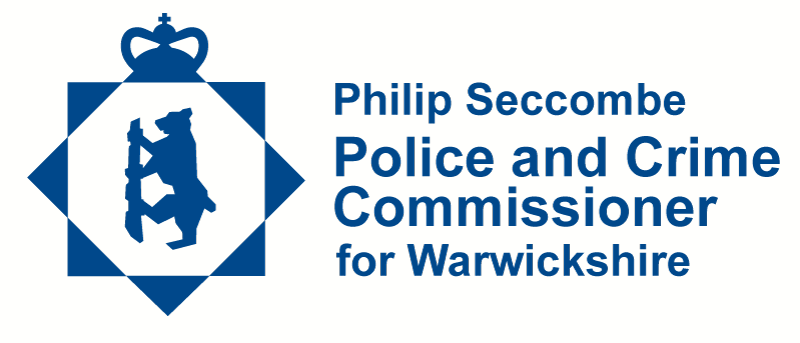 Philip Seccombe
Police and Crime
Commissioner
for Warwickshire